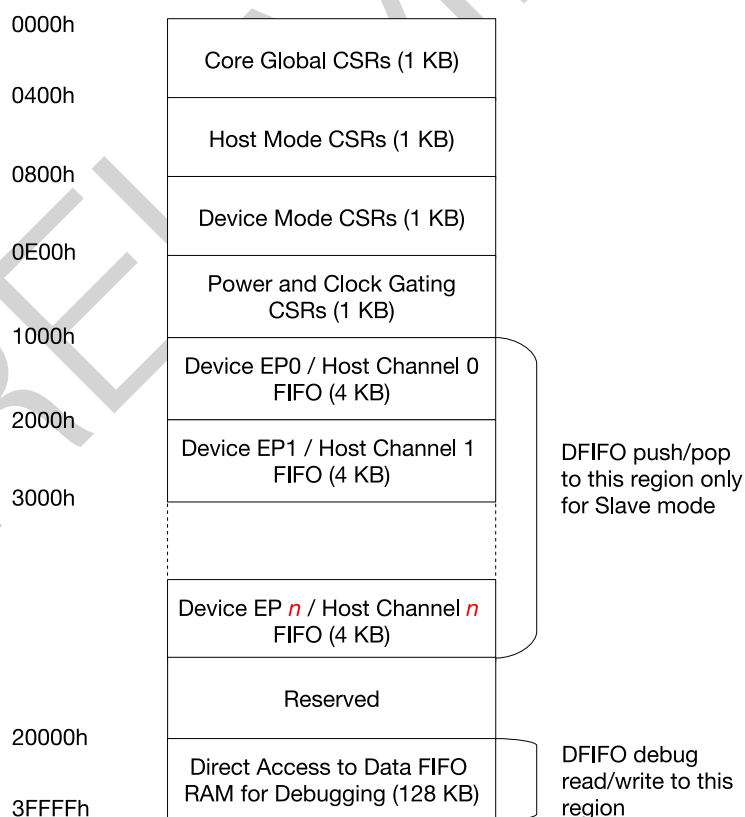 0000h
Core Global CSRs (1 KB)
0400h
Host Mode CSRs (1 KB)
0800h
Device Mode CSRs (1 KB)
0E00h
Power and Clock Gating
CSRs (1 KB)
1000h
Device EP0 / Host Channel 0
FIFO (4 KB)
2000h
Device EP1 / Host Channel 1
FIFO (4 KB)
3000h
DFIFO push/pop
to this region only
for Slave mode
Device EP n / Host Channel n
FIFO (4 KB)
Reserved
20000h
Direct Access to Data FIFO
RAM for Debugging (128 KB)
3FFFFh
DFIFO debug
read/write to this
region